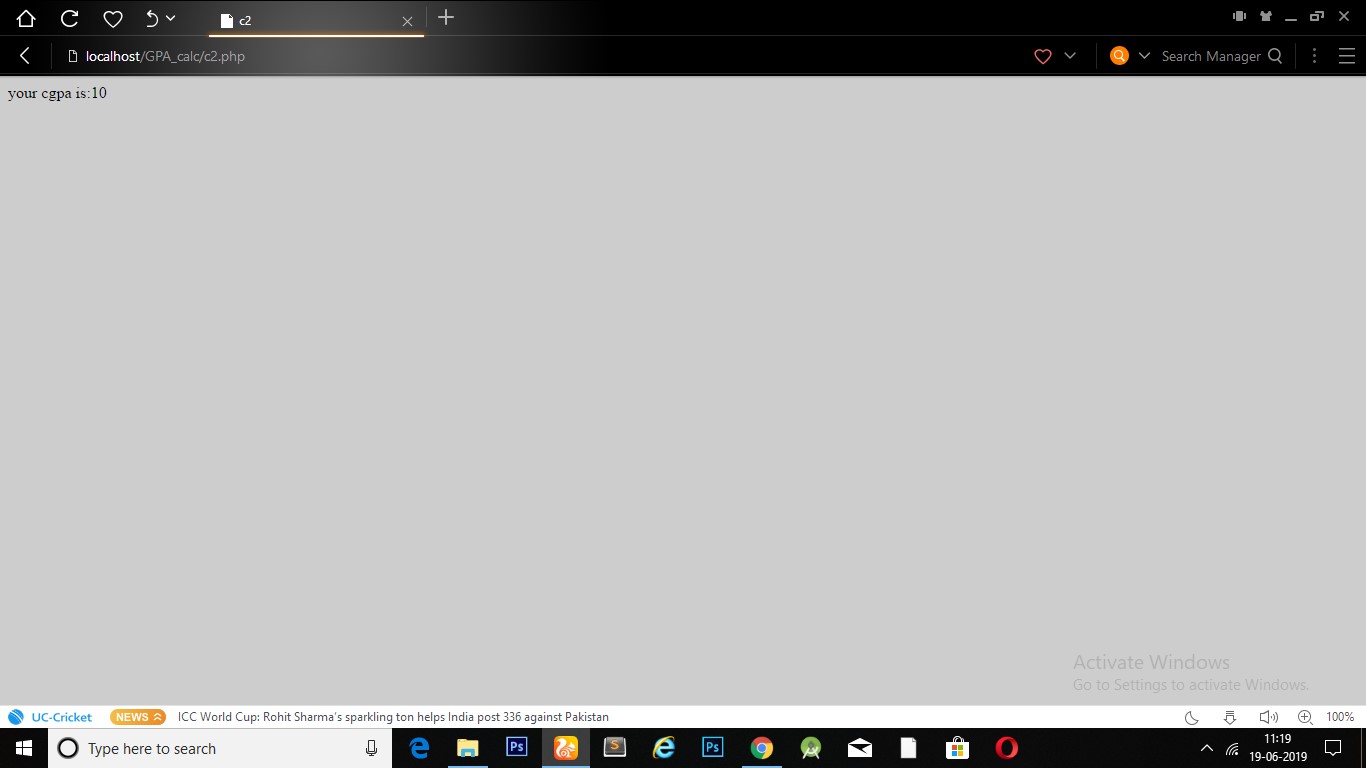 c2
localhost/GPA_calc/c2.php
Search Manager
your cgpa is:10
Activate Windows
Go to Settings to activate Windows.
UC-Cricket NEWS ICC World Cup: Rohit Sharma's sparkling ton helps India post 336 against Pakistan 100%
Type here to search
Ps
S
Ps
11:19
19-06-2019